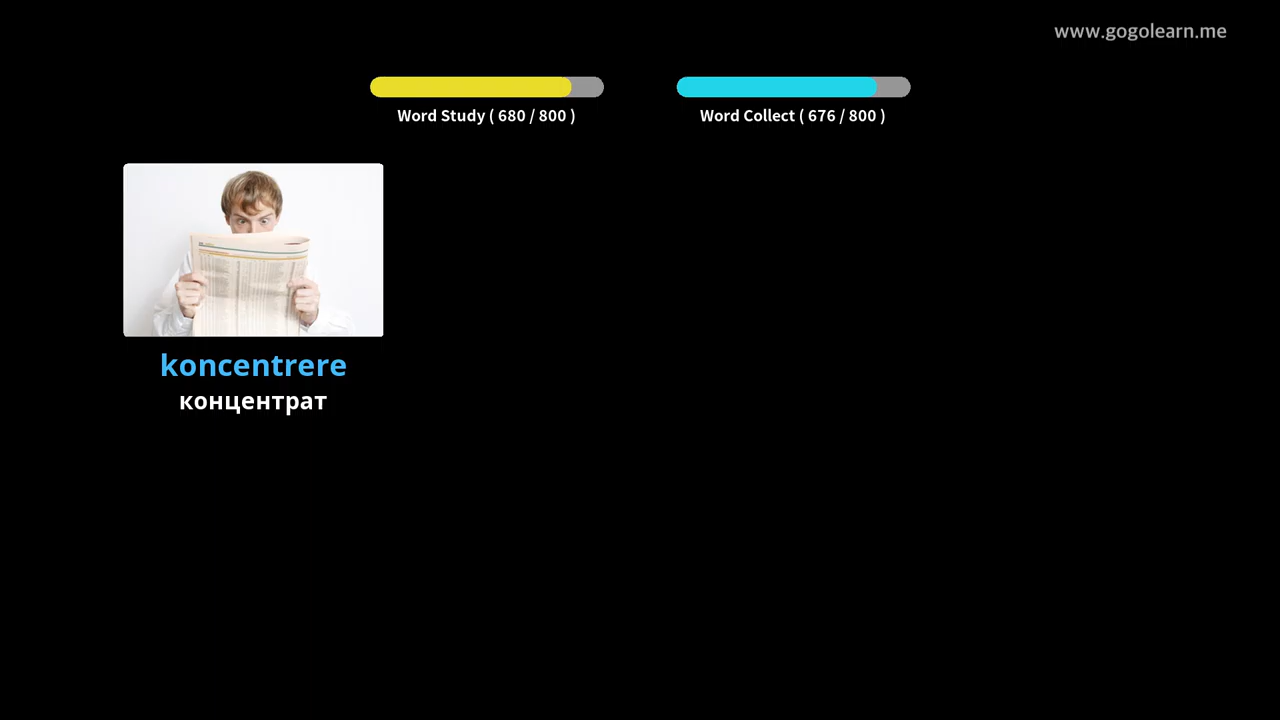 www.gogolearn.me
Word Study ( 680 / 800 )
Word Collect ( 676 / 800 )
koncentrere
концентрат